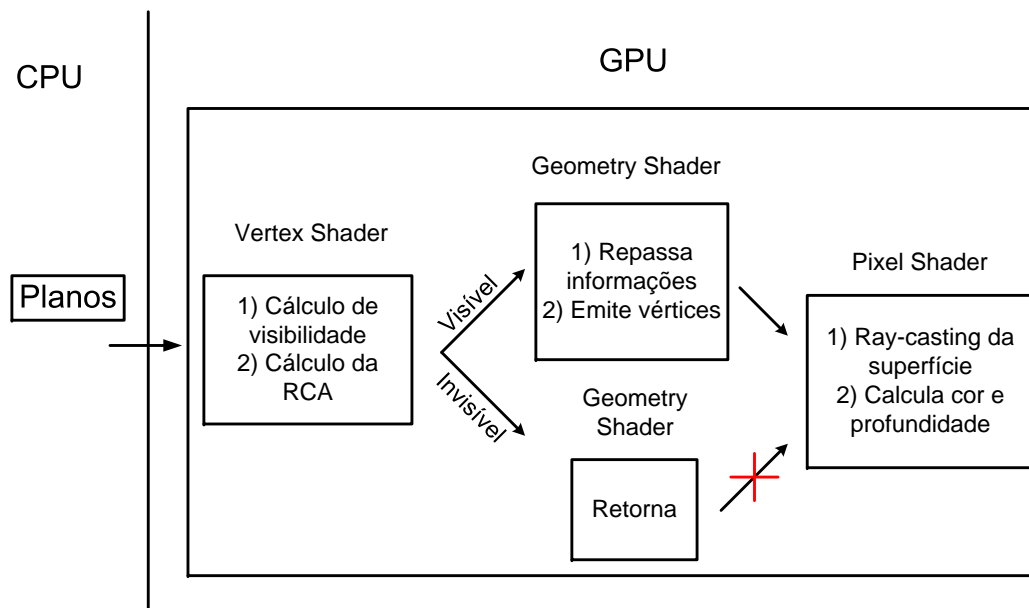 CPU
GPU
Planos
Vertex Shader
1) Cálculo de
visibilidade
2) Cálculo da
RCA
Visível
Invisível
Geometry Shader
1) Repassa
informações
2) Emite vértices
Geometry
Shader
Retorna
Pixel Shader
1) Ray-casting da
superfície
2) Calcula cor e
profundidade